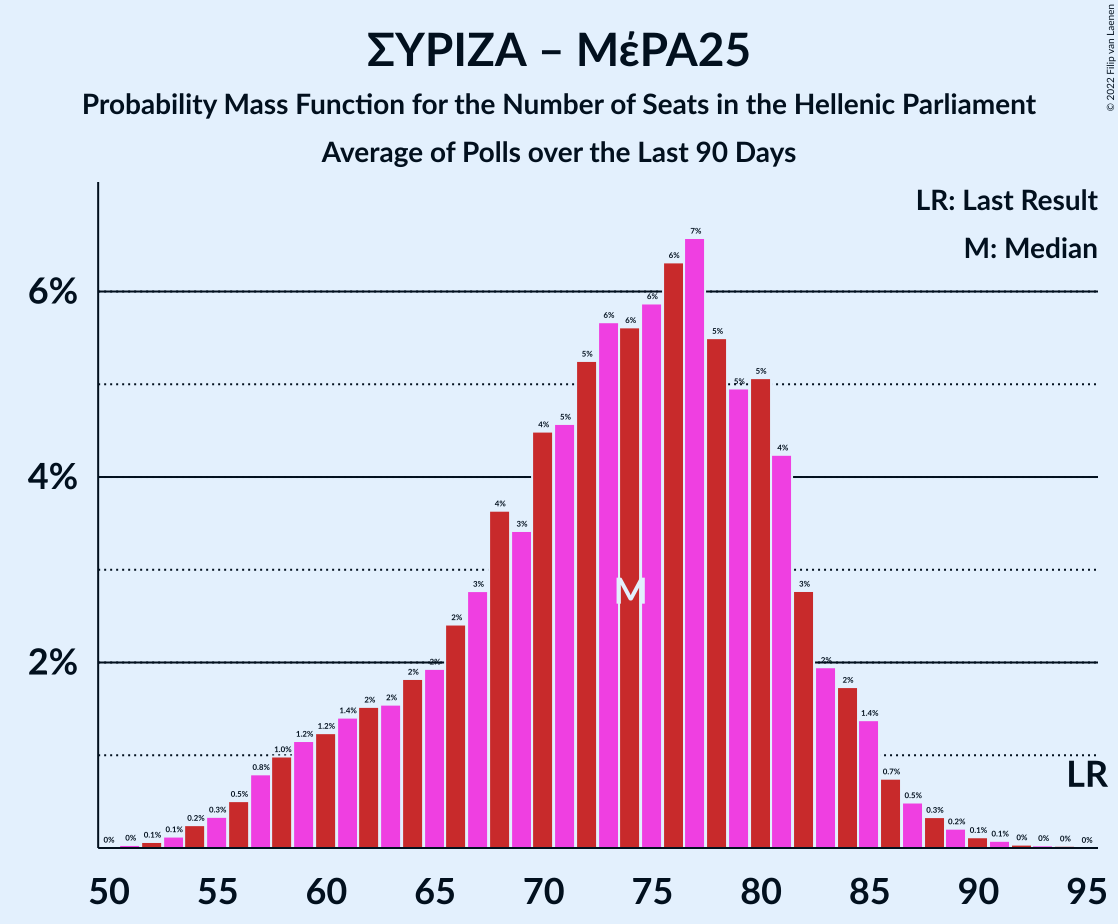 ΣΥΡΙΖΑ – ΜέΡΑ25
Probability Mass Function for the Number of Seats in the Hellenic Parliament
Average of Polls over the Last 90 Days
© 2022 Filip van Laenen
LR: Last Result
M: Median
6%
4%
2%
0% 0% 0.1% 0.1% 0.2% 0.3% 0.5% 0.8% 1.0% 1.2% 1.2% 1.4% 2% 2% 2% 2% 2% 3% 4% 3% 4% 5% 5% 6% 6% 6% 6% 7% 5% 5% 5% 4% 3% 2% 2% 1.4% 0.7% 0.5% 0.3% 0.2% 0.1% 0.1% 0% 0% 0% 0%
M
LR
50 55 60 65 70 75 80 85 90 95